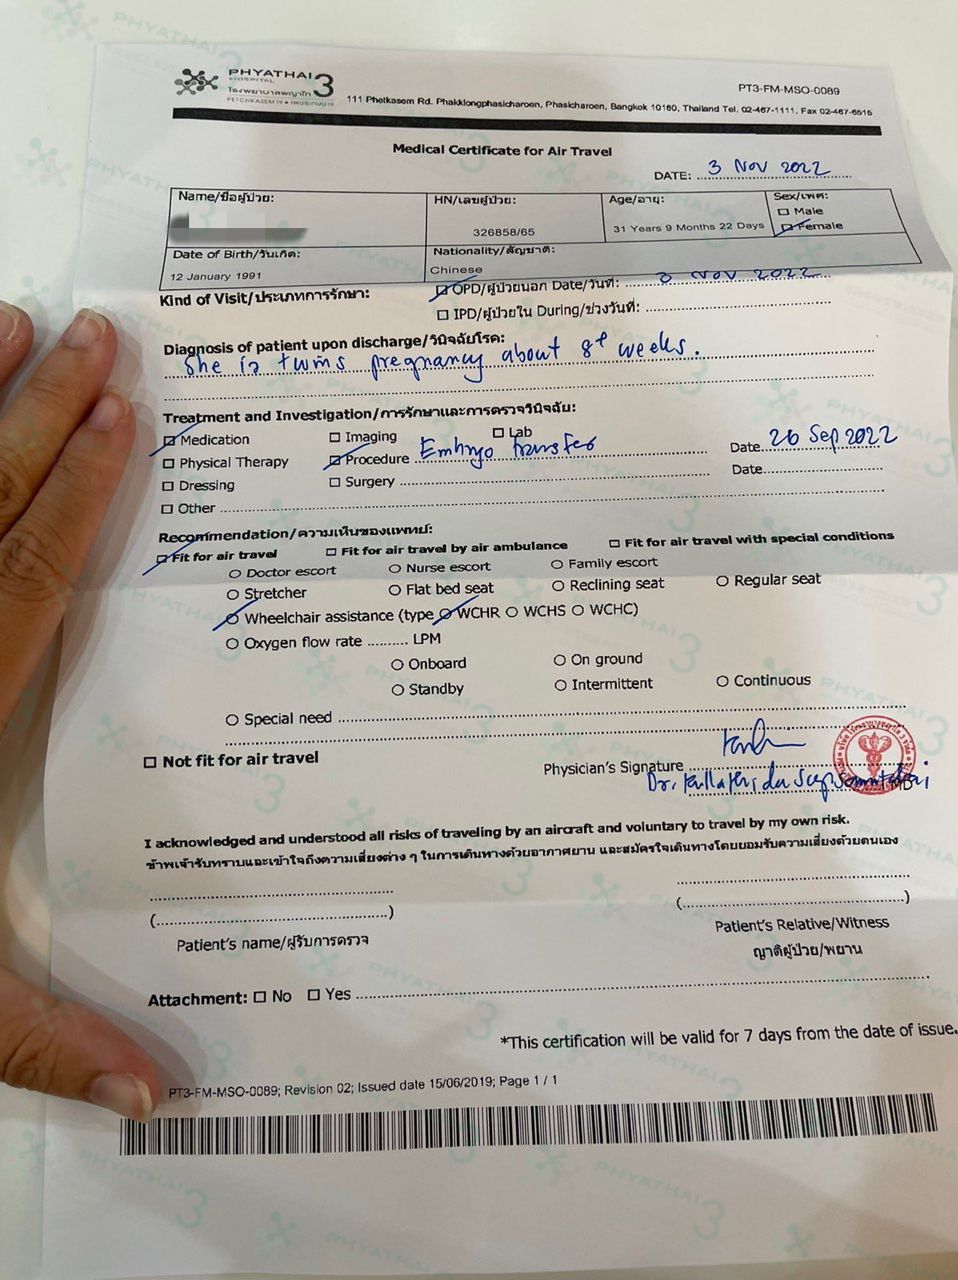 PHYATHAI 3
HOSPITAL
โรงพยาบาลพญาไท
PETCHKASEM 19 • เพชรเกษม 19
PT3-FM-MSO-0089
111 Phetkasem Rd. Phakklongphasicharoen, Phasicharoen, Bangkok 10160, Thailand Tel. 02-467-1111, Fax 02-467-6515
Medical Certificate for Air Travel
DATE: 3 Nov 2022
Name/ชื่อผู้ป่วย:
HN/เลขผู้ป่วย:
326858/65
Age/อายุ:
31 Years 9 Months 22 Days
Sex/เพศ:
Male
Female
Date of Birth/วันเกิด:
12 January 1991
Nationality/สัญชาติ:
Chinese
Kind of Visit/ประเภทการรักษา:
OPD/ผู้ป่วยนอก Date/วันที่: 3 Nov 2022
IPD/ผู้ป่วยใน During/ช่วงวันที่:
Diagnosis of patient upon discharge/วินิจฉัยโรค:
She is twins pregnancy about weeks.
Treatment and Investigation/การรักษาและการตรวจวินิจฉัย:
Medication Imaging Lab
Physical Therapy Procedure Embryo transfer Date 26 Sep 2022
Dressing Surgery Date
Other
Recommendation/ความเห็นของแพทย์:
Fit for air travel Fit for air travel by air ambulance Fit for air travel with special conditions
Doctor escort Nurse escort Family escort
Stretcher Flat bed seat Reclining seat Regular seat
Wheelchair assistance (type WCHR WCHS WCHC)
Oxygen flow rate .......... LPM
Onboard On ground
Standby Intermittent Continuous
Special need
Not fit for air travel
Physician's Signature
Dr.
MD
I acknowledged and understood all risks of traveling by an aircraft and voluntary to travel by my own risk.
ข้าพเจ้ารับทราบและเข้าใจถึงความเสี่ยงต่าง ๆ ในการเดินทางด้วยอากาศยาน และสมัครใจเดินทางโดยยอมรับความเสี่ยงด้วยตนเอง
Patient's name/ผู้รับการตรวจ
Patient's Relative/Witness
ญาติผู้ป่วย/พยาน
Attachment: No Yes
*This certification will be valid for 7 days from the date of issue.
PT3-FM-MSO-0089; Revision 02; Issued date 15/06/2019; Page 1 / 1